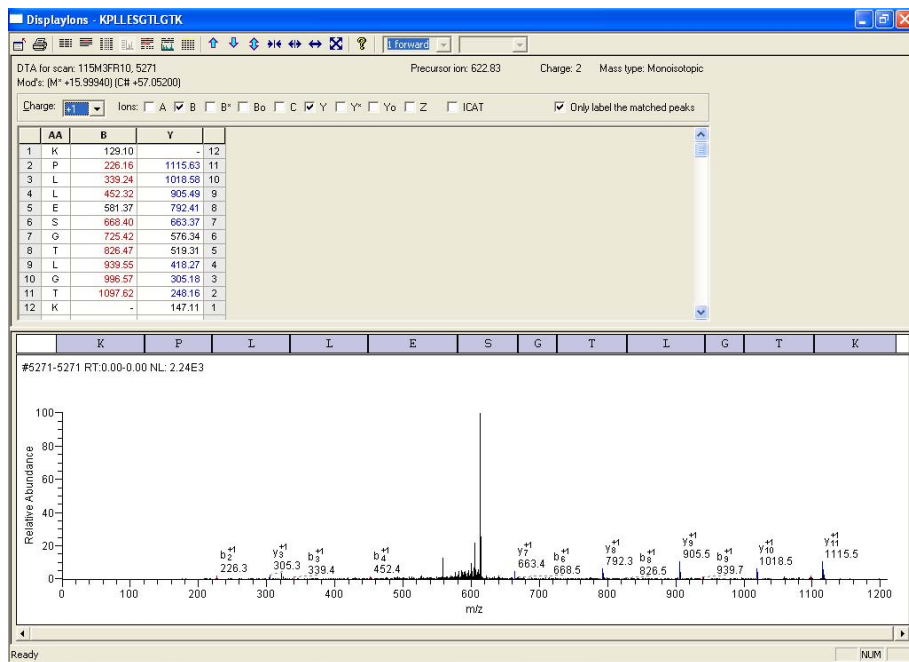 DisplayIons - KPLLESGTLGTK
1 forward
DTA for scan: 115M3FR10, 5271 Precursor ion: 622.83 Charge: 2 Mass type: Monoisotopic
Mod's: (M* +15.99940) (C# +57.05200)
Charge: +1 Ions: A B B* Bo C Y Y* Yo Z ICAT Only label the matched peaks
AA B Y
1 K 129.10 - 12
2 P 226.16 1115.63 11
3 L 339.24 1018.58 10
4 L 452.32 905.49 9
5 E 581.37 792.41 8
6 S 668.40 663.37 7
7 G 725.42 576.34 6
8 T 826.47 519.31 5
9 L 939.55 418.27 4
10 G 996.57 305.18 3
11 T 1097.62 248.16 2
12 K - 147.11 1
K P L L E S G T L G T K
#5271-5271 RT:0.00-0.00 NL: 2.24E3
Relative Abundance
100
80
60
40
20
0
b2+1 226.3
y3+1 305.3
b3+1 339.4
b4+1 452.4
y7+1 663.4
b6+1 668.5
y8+1 792.3
b8+1 826.5
y9+1 905.5
b9+1 939.7
y10+1 1018.5
y11+1 1115.5
0 100 200 300 400 500 600 700 800 900 1000 1100 1200
m/z
Ready NUM